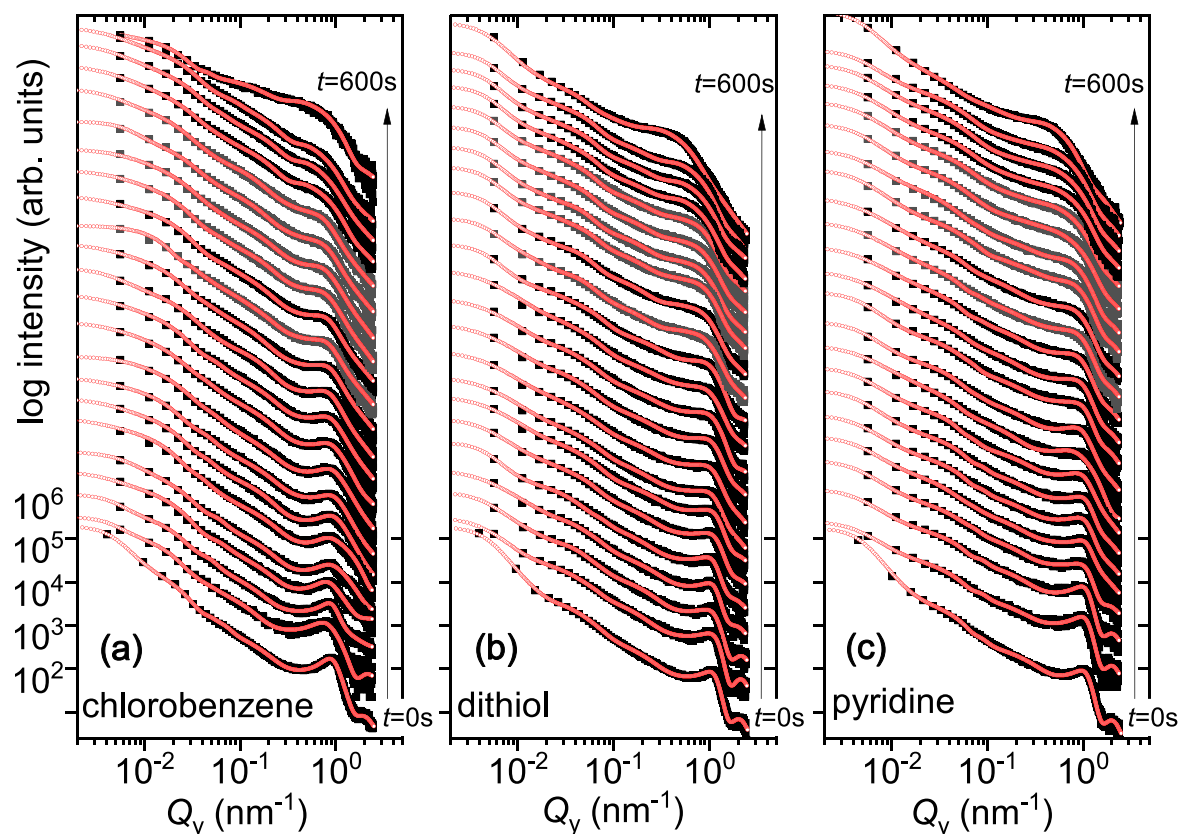 log intensity (arb. units)
10^6
10^5
10^4
10^3
10^2
t=600s
(a)
chlorobenzene
t=0s
10^-2 10^-1 10^0
Q_y (nm^-1)
t=600s
(b)
dithiol
t=0s
10^-2 10^-1 10^0
Q_y (nm^-1)
t=600s
(c)
pyridine
t=0s
10^-2 10^-1 10^0
Q_y (nm^-1)